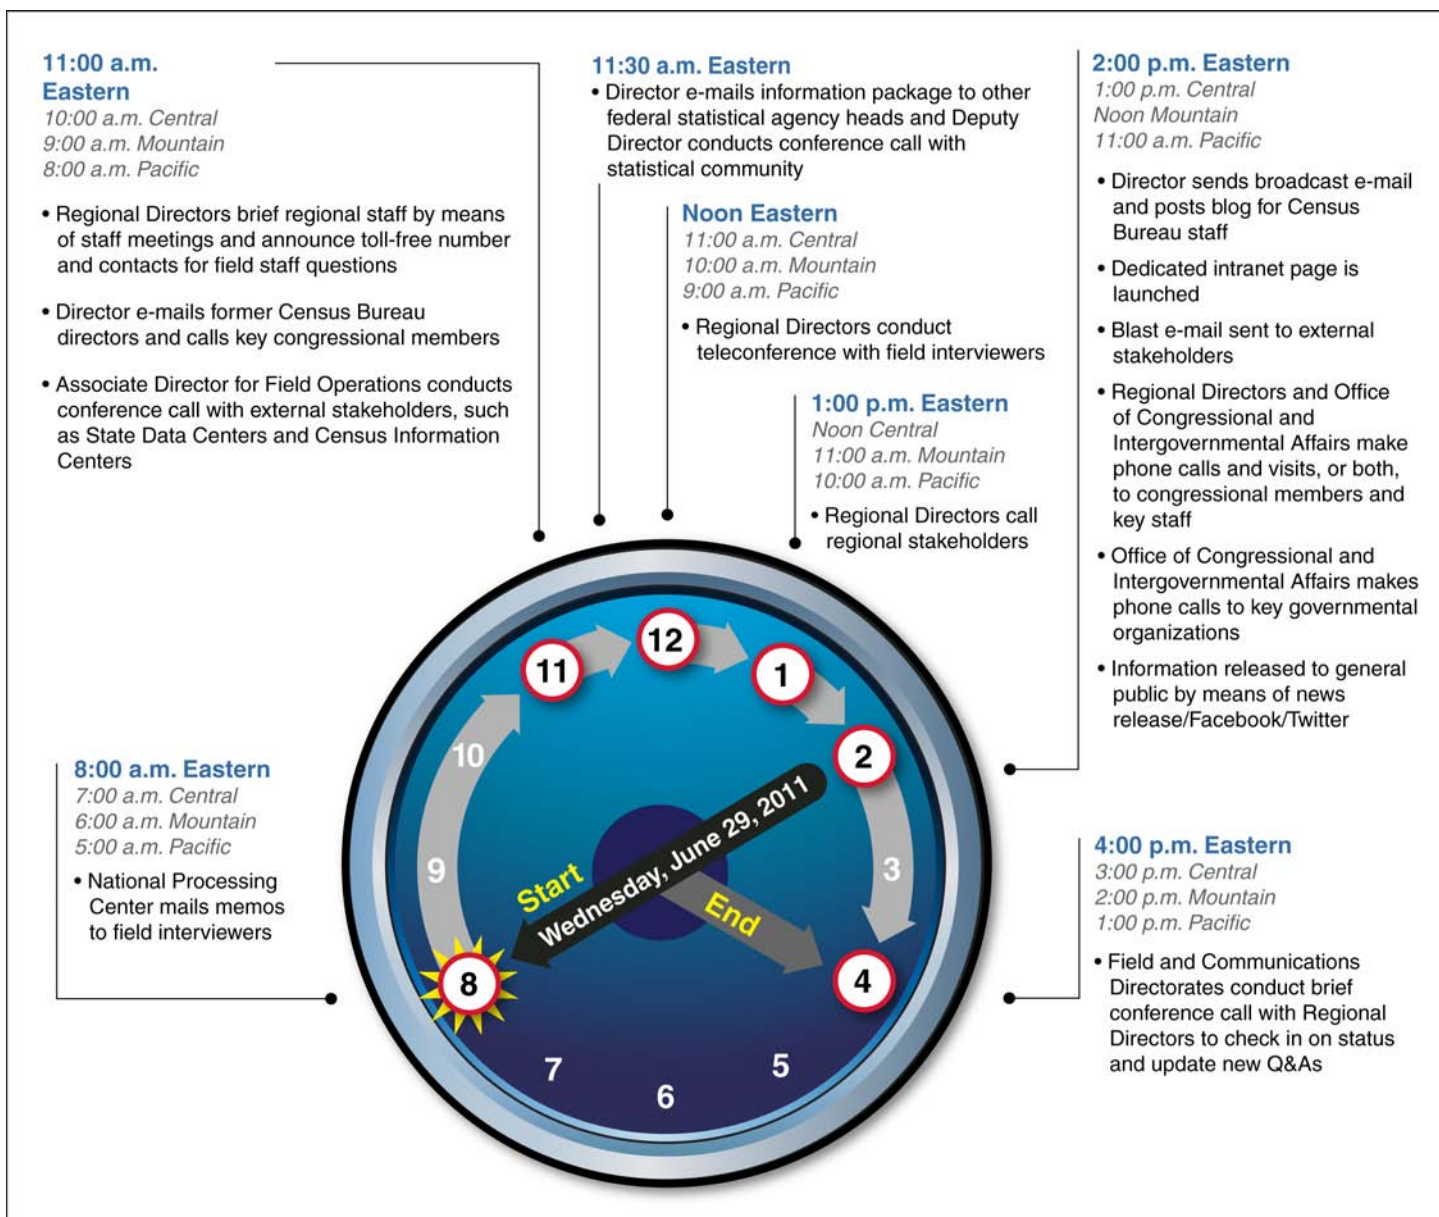 11:00 a.m.
Eastern
10:00 a.m. Central
9:00 a.m. Mountain
8:00 a.m. Pacific
• Regional Directors brief regional staff by means
of staff meetings and announce toll-free number
and contacts for field staff questions
• Director e-mails former Census Bureau
directors and calls key congressional members
• Associate Director for Field Operations conducts
conference call with external stakeholders, such
as State Data Centers and Census Information
Centers
11:30 a.m. Eastern
• Director e-mails information package to other
federal statistical agency heads and Deputy
Director conducts conference call with
statistical community
Noon Eastern
11:00 a.m. Central
10:00 a.m. Mountain
9:00 a.m. Pacific
• Regional Directors conduct
teleconference with field interviewers
1:00 p.m. Eastern
Noon Central
11:00 a.m. Mountain
10:00 a.m. Pacific
• Regional Directors call
regional stakeholders
2:00 p.m. Eastern
1:00 p.m. Central
Noon Mountain
11:00 a.m. Pacific
• Director sends broadcast e-mail
and posts blog for Census
Bureau staff
• Dedicated intranet page is
launched
• Blast e-mail sent to external
stakeholders
• Regional Directors and Office
of Congressional and
Intergovernmental Affairs make
phone calls and visits, or both,
to congressional members and
key staff
• Office of Congressional and
Intergovernmental Affairs makes
phone calls to key governmental
organizations
• Information released to general
public by means of news
release/Facebook/Twitter
8:00 a.m. Eastern
7:00 a.m. Central
6:00 a.m. Mountain
5:00 a.m. Pacific
• National Processing
Center mails memos
to field interviewers
4:00 p.m. Eastern
3:00 p.m. Central
2:00 p.m. Mountain
1:00 p.m. Pacific
• Field and Communications
Directorates conduct brief
conference call with Regional
Directors to check in on status
and update new Q&As
12
11
1
10
2
9
3
Start
Wednesday, June 29, 2011
End
8
4
7
5
6